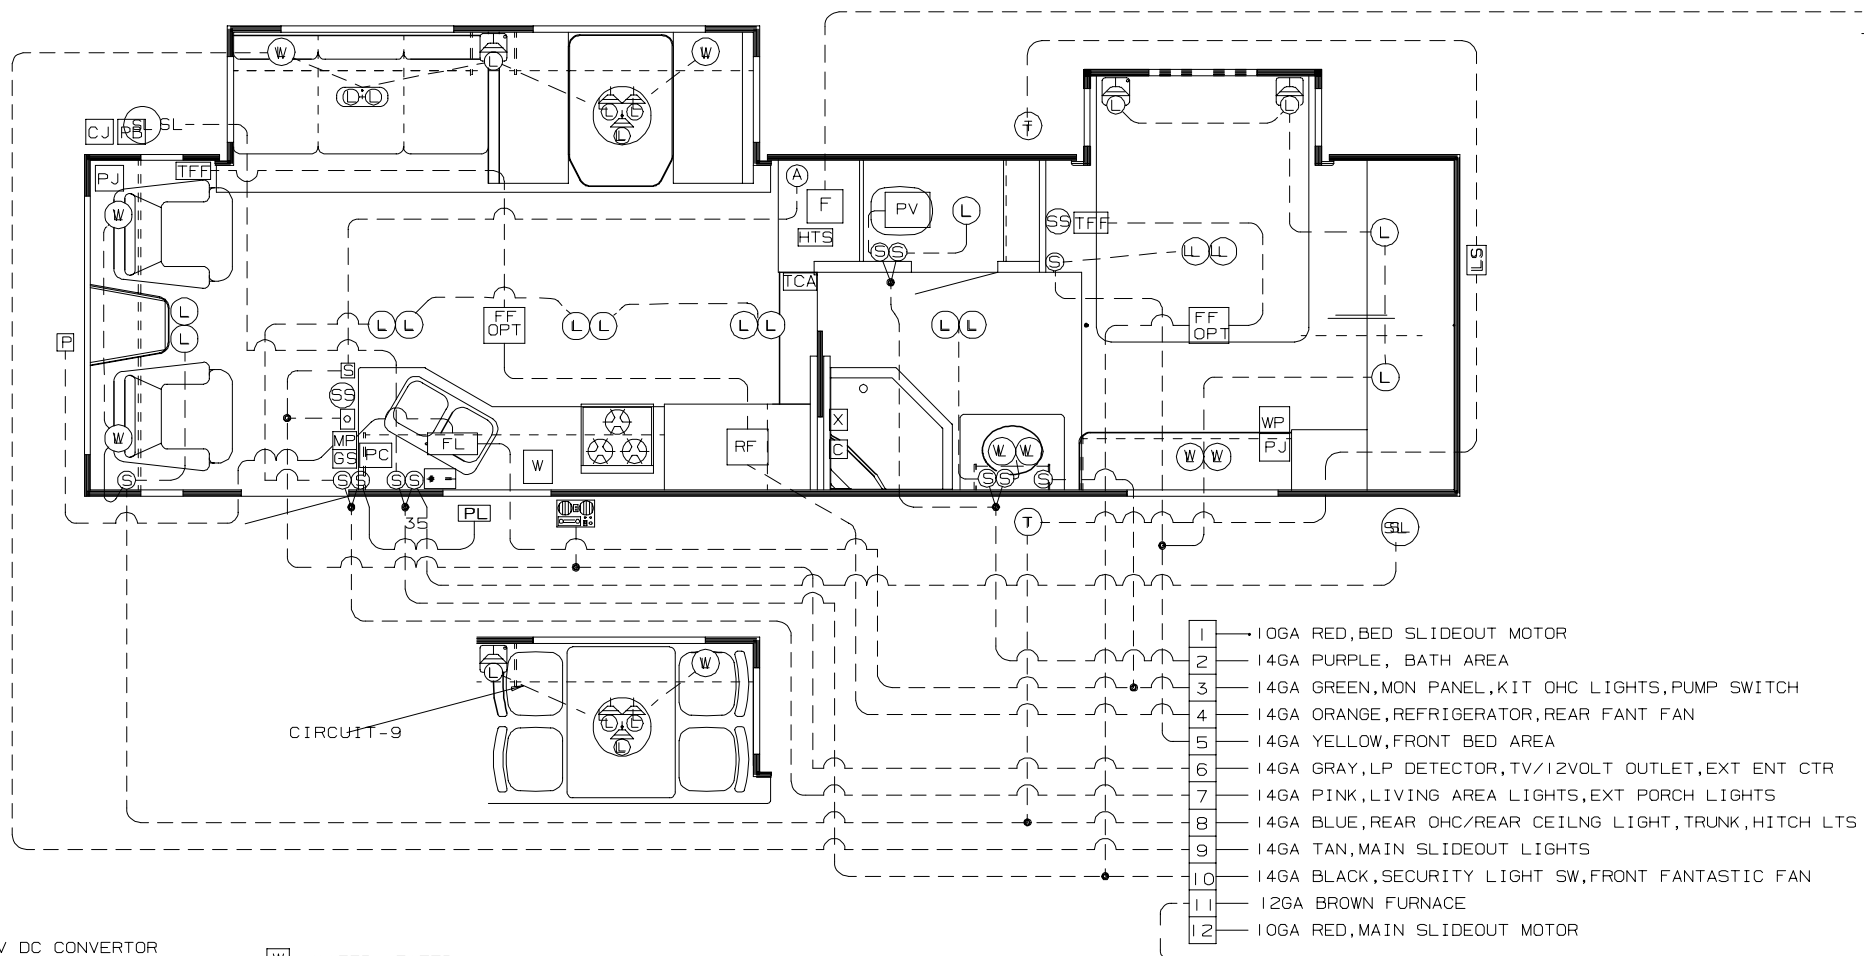 W
L
W
L L
L L
L
T
L
L
CJ
RB
SL SL
PJ
TFF
A
F
HTS
PV
L
S S
W
SS TFF
S
L L
L
LS
TCA
L
L
P
L L
FF
OPT
L L
L L
L L
FF
OPT
L
S
SS
W
MP
GS
PC
FL
W
RF
X
C
W W
WP
PJ
W W
S
S S
S S
S S
S
35
PL
T
SL
1 10GA RED, BED SLIDEOUT MOTOR
2 14GA PURPLE, BATH AREA
3 14GA GREEN,MON PANEL,KIT OHC LIGHTS,PUMP SWITCH
4 14GA ORANGE,REFRIGERATOR,REAR FANT FAN
5 14GA YELLOW,FRONT BED AREA
6 14GA GRAY,LP DETECTOR,TV/12VOLT OUTLET,EXT ENT CTR
7 14GA PINK,LIVING AREA LIGHTS,EXT PORCH LIGHTS
8 14GA BLUE,REAR OHC/REAR CEILNG LIGHT,TRUNK,HITCH LTS
9 14GA TAN,MAIN SLIDEOUT LIGHTS
10 14GA BLACK,SECURITY LIGHT SW,FRONT FANTASTIC FAN
11 12GA BROWN FURNACE
12 10GA RED,MAIN SLIDEOUT MOTOR
W
L
L L
L
CIRCUIT-9
V DC CONVERTOR
W